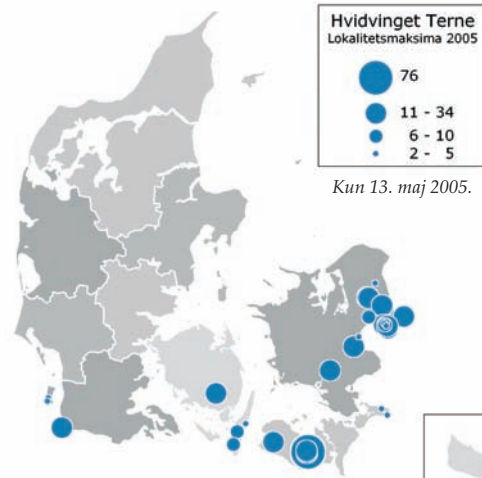 Hvidvinget Terne
Lokalitetsmaksima 2005
76
11 - 34
6 - 10
2 - 5
Kun 13. maj 2005.